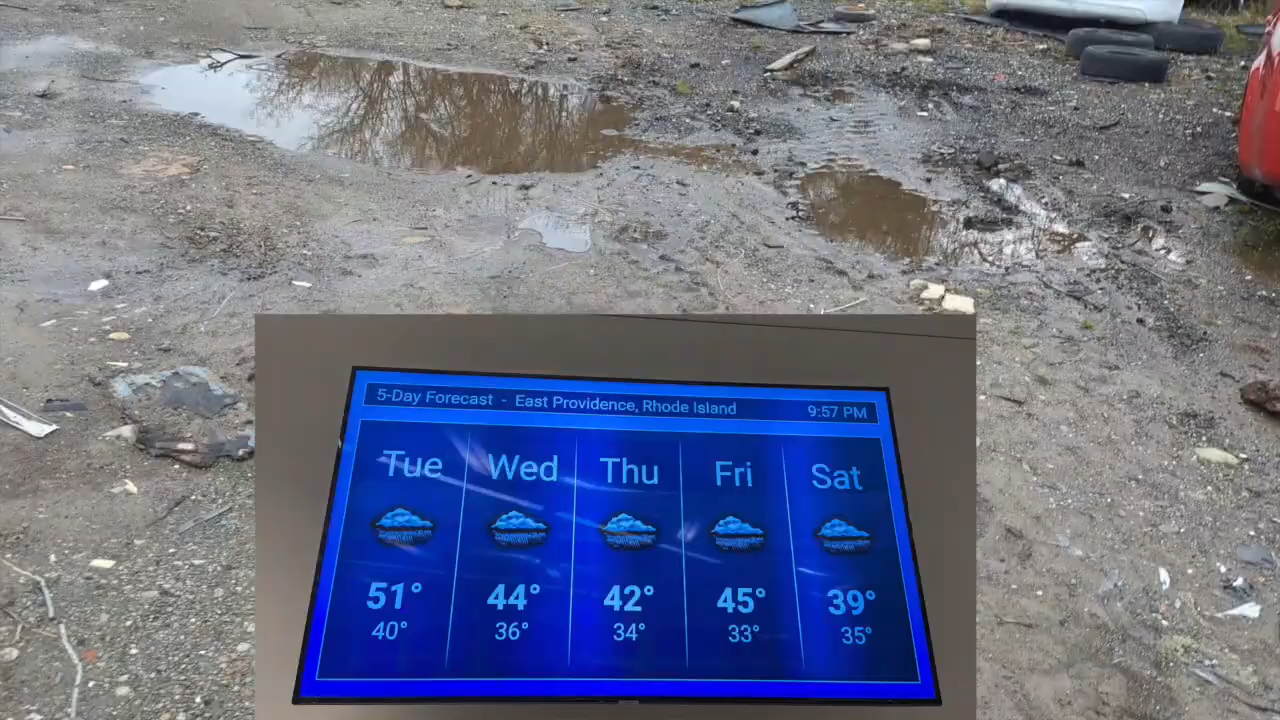 5-Day Forecast - East Providence, Rhode Island 9:57 PM
Tue Wed Thu Fri Sat
51° 44° 42° 45° 39°
40° 36° 34° 33° 35°